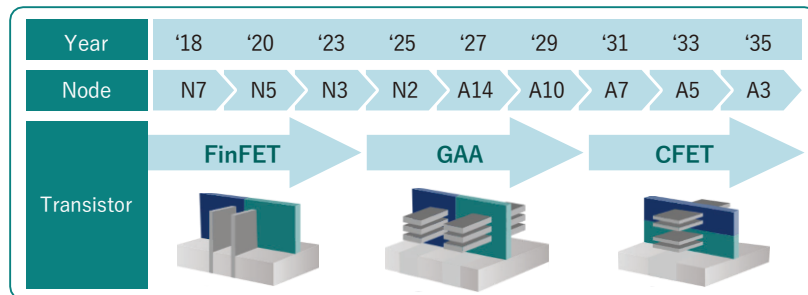 Year ‘18 ‘20 ‘23 ‘25 ‘27 ‘29 ‘31 ‘33 ‘35
Node N7 N5 N3 N2 A14 A10 A7 A5 A3
FinFET GAA CFET
Transistor